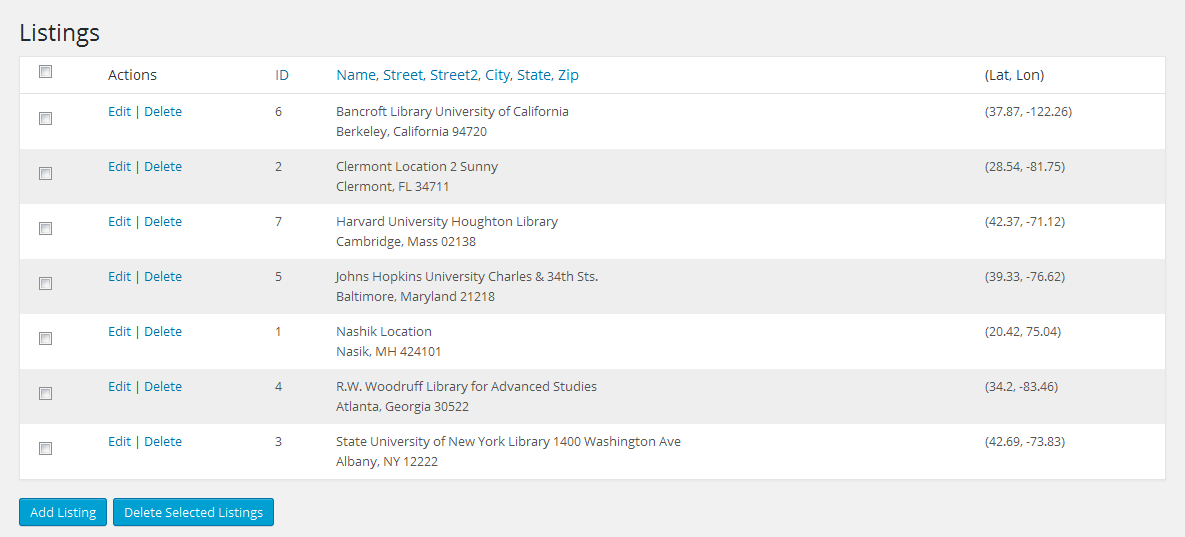 Listings
Actions ID Name, Street, Street2, City, State, Zip (Lat, Lon)
Edit | Delete 6 Bancroft Library University of California (37.87, -122.26)
Berkeley, California 94720
Edit | Delete 2 Clermont Location 2 Sunny (28.54, -81.75)
Clermont, FL 34711
Edit | Delete 7 Harvard University Houghton Library (42.37, -71.12)
Cambridge, Mass 02138
Edit | Delete 5 Johns Hopkins University Charles & 34th Sts. (39.33, -76.62)
Baltimore, Maryland 21218
Edit | Delete 1 Nashik Location (20.42, 75.04)
Nasik, MH 424101
Edit | Delete 4 R.W. Woodruff Library for Advanced Studies (34.2, -83.46)
Atlanta, Georgia 30522
Edit | Delete 3 State University of New York Library 1400 Washington Ave (42.69, -73.83)
Albany, NY 12222
Add Listing Delete Selected Listings